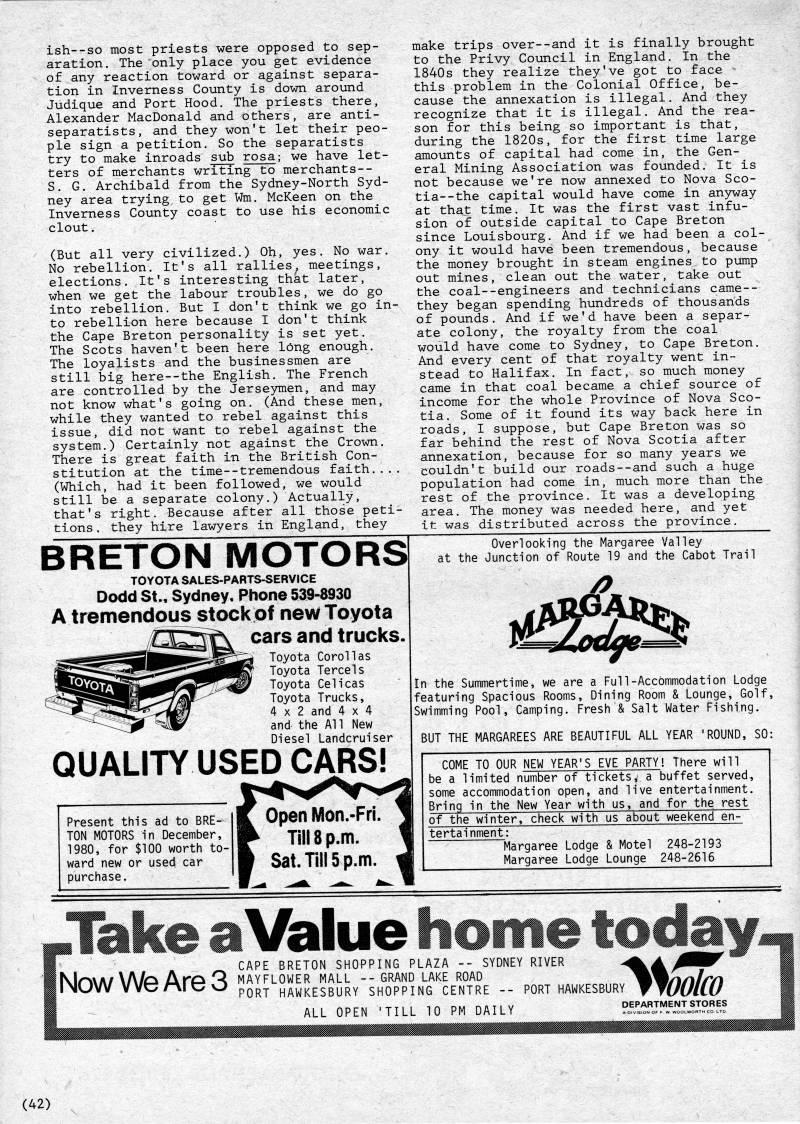 ish--so most priests were opposed to sep-
aration. The only place you get evidence
of any reaction toward or against separa-
tion in Inverness County is down around
Judique and Port Hood. The priests there,
Alexander MacDonald and others, are anti-
separatists, and they won't let their peo-
ple sign a petition. So the separatists
try to make inroads sub rosa; we have let-
ters of merchants writing to merchants--
S. G. Archibald from the Sydney-North Syd-
ney area trying to get Wm. McKeen on the
Inverness County coast to use his economic
clout.
(But all very civilized.) Oh, yes. No war.
No rebellion. It's all rallies, meetings,
elections. It's interesting that later,
when we get the labour troubles, we do go
into rebellion. But I don't think we go in-
to rebellion here because I don't think
the Cape Breton personality is set yet.
The Scots haven't been here long enough.
The loyalists and the businessmen are
still big here--the English. The French
are controlled by the Jerseymen, and may
not know what's going on. (And these men,
while they wanted to rebel against this
issue, did not want to rebel against the
system.) Certainly not against the Crown.
There is great faith in the British Con-
stitution at the time--tremendous faith....
(Which, had it been followed, we would
still be a separate colony.) Actually,
that's right. Because after all those peti-
tions, they hire lawyers in England, they
make trips over--and it is finally brought
to the Privy Council in England. In the
1840s they realize they've got to face
this problem in the Colonial Office, be-
cause the annexation is illegal. And they
recognize that it is illegal. And the rea-
son for this being so important is that,
during the 1820s, for the first time large
amounts of capital had come in, the Gen-
eral Mining Association was founded. It is
not because we're now annexed to Nova Sco-
tia--the capital would have come in anyway
at that time. It was the first vast infu-
sion of outside capital to Cape Breton
since Louisbourg. And if we had been a col-
ony it would have been tremendous, because
the money brought in steam engines to pump
out mines, clean out the water, take out
the coal--engineers and technicians came--
they began spending hundreds of thousands
of pounds. And if we'd have been a separ-
ate colony, the royalty from the coal
would have come to Sydney, to Cape Breton.
And every cent of that royalty went in-
stead to Halifax. In fact, so much money
came in that coal became a chief source of
income for the whole Province of Nova Sco-
tia. Some of it found its way back here in
roads, I suppose, but Cape Breton was so
far behind the rest of Nova Scotia after
annexation, because for so many years we
couldn't build our roads--and such a huge
population had come in, much more than the
rest of the province. It was a developing
area. The money was needed here, and yet
it was distributed across the province.
BRETON MOTORS
TOYOTA SALES-PARTS-SERVICE
Dodd St., Sydney. Phone 539-8930
A tremendous stock of new Toyota
cars and trucks.
TOYOTA
Toyota Corollas
Toyota Tercels
Toyota Celicas
Toyota Trucks,
4 x 2 and 4 x 4
and the All New
Diesel Landcruiser
QUALITY USED CARS!
Present this ad to BRE-
TON MOTORS in December,
1980, for $100 worth to-
ward new or used car
purchase.
Open Mon.-Fri.
Till 8 p.m.
Sat. Till 5 p.m.
Overlooking the Margaree Valley
at the Junction of Route 19 and the Cabot Trail
MARGAREE
Lodge
In the Summertime, we are a Full-Accommodation Lodge
featuring Spacious Rooms, Dining Room & Lounge, Golf,
Swimming Pool, Camping. Fresh & Salt Water Fishing.
BUT THE MARGAREES ARE BEAUTIFUL ALL YEAR 'ROUND, SO:
COME TO OUR NEW YEAR'S EVE PARTY! There will
be a limited number of tickets, a buffet served,
some accommodation open, and live entertainment.
Bring in the New Year with us, and for the rest
of the winter, check with us about weekend en-
tertainment:
Margaree Lodge & Motel 248-2193
Margaree Lodge Lounge 248-2616
Take a Value home today
Now We Are 3
CAPE BRETON SHOPPING PLAZA -- SYDNEY RIVER
MAYFLOWER MALL -- GRAND LAKE ROAD
PORT HAWKESBURY SHOPPING CENTRE -- PORT HAWKESBURY
ALL OPEN 'TILL 10 PM DAILY
Woolco
DEPARTMENT STORES
A DIVISION OF F. W. WOOLWORTH CO. LTD.
(42)